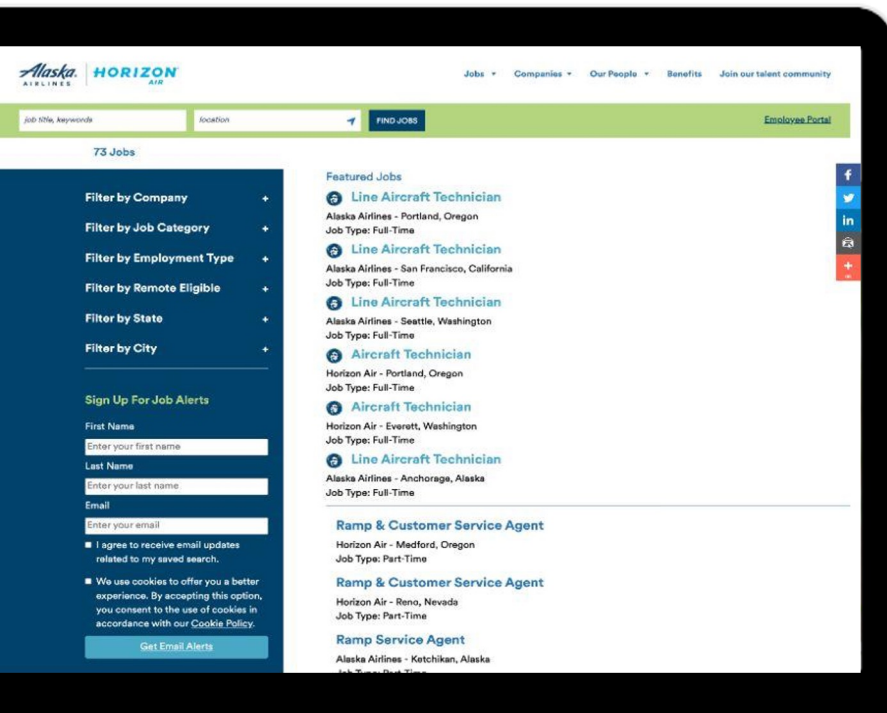 Alaska.
AIRLINES
HORIZON
AIR
Jobs
Companies
Our People
Benefits
Join our talent community
job title, keywords
location
FIND JOBS
Employee Portal
73 Jobs
Filter by Company +
Filter by Job Category +
Filter by Employment Type +
Filter by Remote Eligible +
Filter by State +
Filter by City +
Sign Up For Job Alerts
First Name
Enter your first name
Last Name
Enter your last name
Email
Enter your email
I agree to receive email updates
related to my saved search.
We use cookies to offer you a better
experience. By accepting this option,
you consent to the use of cookies in
accordance with our Cookie Policy.
Get Email Alerts
Featured Jobs
Line Aircraft Technician
Alaska Airlines - Portland, Oregon
Job Type: Full-Time
Line Aircraft Technician
Alaska Airlines - San Francisco, California
Job Type: Full-Time
Line Aircraft Technician
Alaska Airlines - Seattle, Washington
Job Type: Full-Time
Aircraft Technician
Horizon Air - Portland, Oregon
Job Type: Full-Time
Aircraft Technician
Horizon Air - Everett, Washington
Job Type: Full-Time
Line Aircraft Technician
Alaska Airlines - Anchorage, Alaska
Job Type: Full-Time
Ramp & Customer Service Agent
Horizon Air - Medford, Oregon
Job Type: Part-Time
Ramp & Customer Service Agent
Horizon Air - Reno, Nevada
Job Type: Part-Time
Ramp Service Agent
Alaska Airlines - Ketchikan, Alaska
Job Type: Part-Time
f
in
+